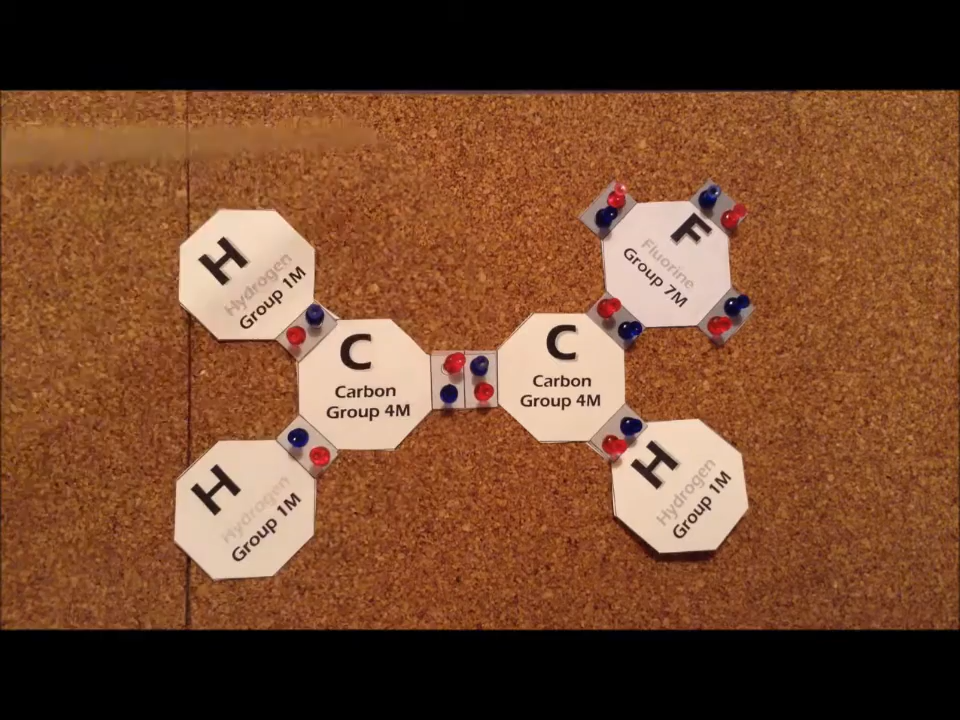 H
Hydrogen
Group 1M
C
Carbon
Group 4M
H
Hydrogen
Group 1M
C
Carbon
Group 4M
F
Fluorine
Group 7M
H
Hydrogen
Group 1M